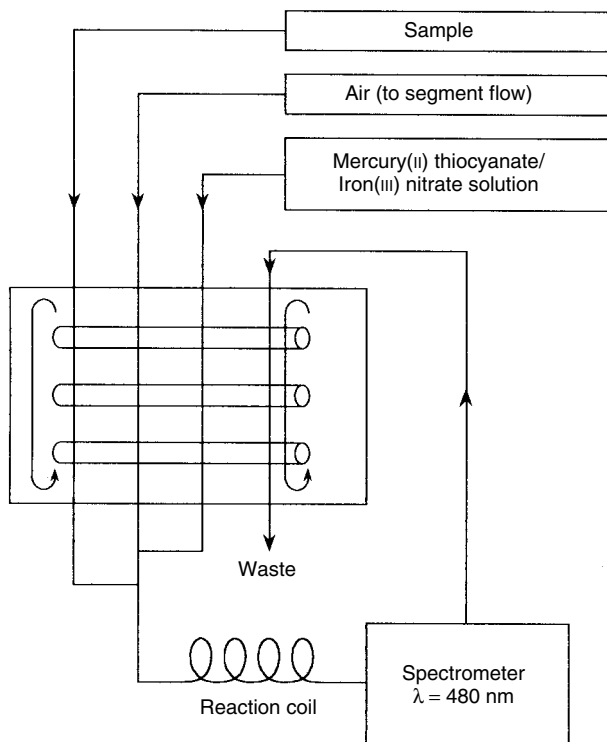 Sample
Air (to segment flow)
Mercury(II) thiocyanate/
Iron(III) nitrate solution
Waste
Reaction coil
Spectrometer
λ = 480 nm